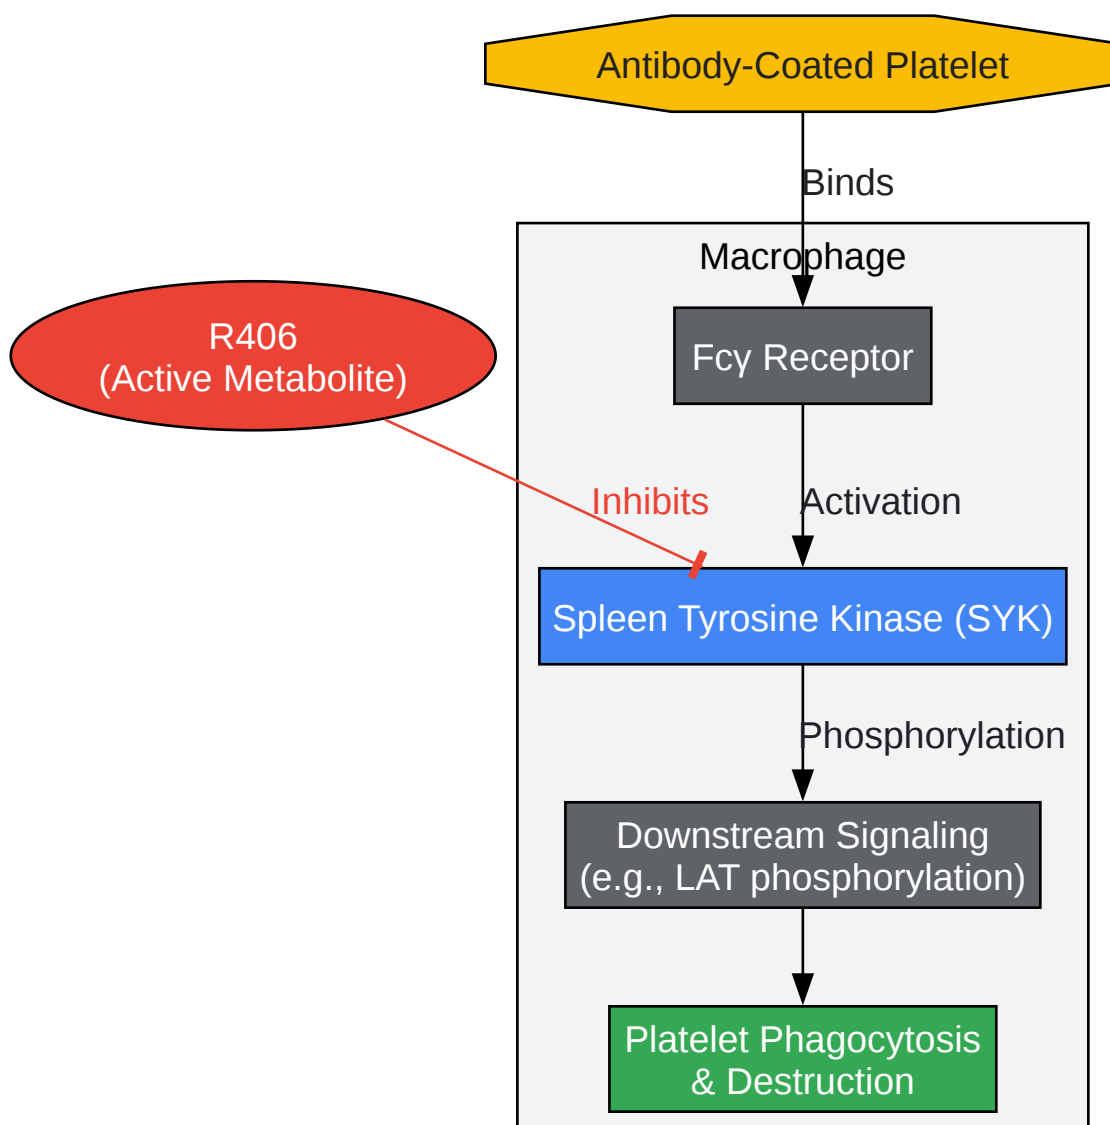 Antibody-Coated Platelet
Binds
Macrophage
R406
(Active Metabolite)
Fcγ Receptor
Inhibits
Activation
Spleen Tyrosine Kinase (SYK)
Phosphorylation
Downstream Signaling
(e.g., LAT phosphorylation)
Platelet Phagocytosis
& Destruction